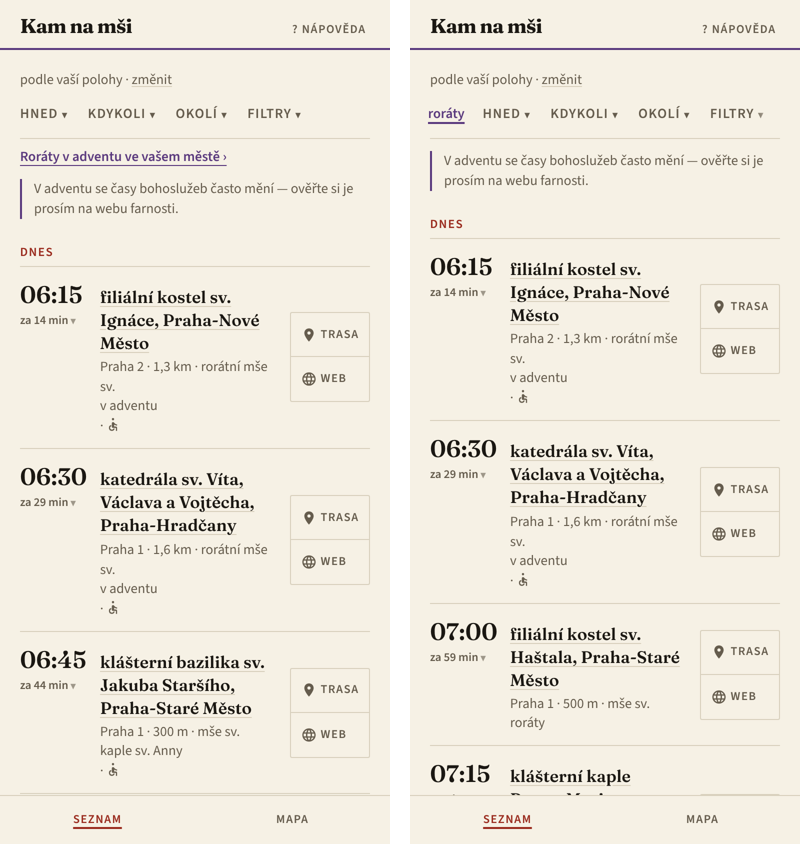 Kam na mši
? NÁPOVĚDA
podle vaší polohy · změnit
HNED ▾ KDYKOLI ▾ OKOLÍ ▾ FILTRY ▾
Roráty v adventu ve vašem městě ›
V adventu se časy bohoslužeb často mění — ověřte si je
prosím na webu farnosti.
DNES
06:15
za 14 min ▾
filiální kostel sv.
Ignáce, Praha-Nové
Město
Praha 2 · 1,3 km · rorátní mše
sv.
v adventu
·
TRASA
WEB
06:30
za 29 min ▾
katedrála sv. Víta,
Václava a Vojtěcha,
Praha-Hradčany
Praha 1 · 1,6 km · rorátní mše
sv.
v adventu
·
TRASA
WEB
06:45
za 44 min ▾
klášterní bazilika sv.
Jakuba Staršího,
Praha-Staré Město
Praha 1 · 300 m · mše sv.
kaple sv. Anny
·
TRASA
WEB
SEZNAM
MAPA
Kam na mši
? NÁPOVĚDA
podle vaší polohy · změnit
roráty HNED ▾ KDYKOLI ▾ OKOLÍ ▾ FILTRY ▾
V adventu se časy bohoslužeb často mění — ověřte si je
prosím na webu farnosti.
DNES
06:15
za 14 min ▾
filiální kostel sv.
Ignáce, Praha-Nové
Město
Praha 2 · 1,3 km · rorátní mše
sv.
v adventu
·
TRASA
WEB
06:30
za 29 min ▾
katedrála sv. Víta,
Václava a Vojtěcha,
Praha-Hradčany
Praha 1 · 1,6 km · rorátní mše
sv.
v adventu
·
TRASA
WEB
07:00
za 59 min ▾
filiální kostel sv.
Haštala, Praha-Staré
Město
Praha 1 · 500 m · mše sv.
roráty
TRASA
WEB
07:15
klášterní kaple
SEZNAM
MAPA